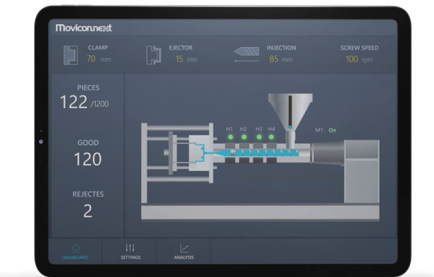 Movicon.next
CLAMP
70 mm
EJECTOR
15 mm
INJECTION
85 mm
SCREW SPEED
100 rpm
PIECES
122 /1200
GOOD
120
REJECTES
2
H1 H2 H3 H4
M1: On
DASHBOARD
SETTINGS
ANALYSIS